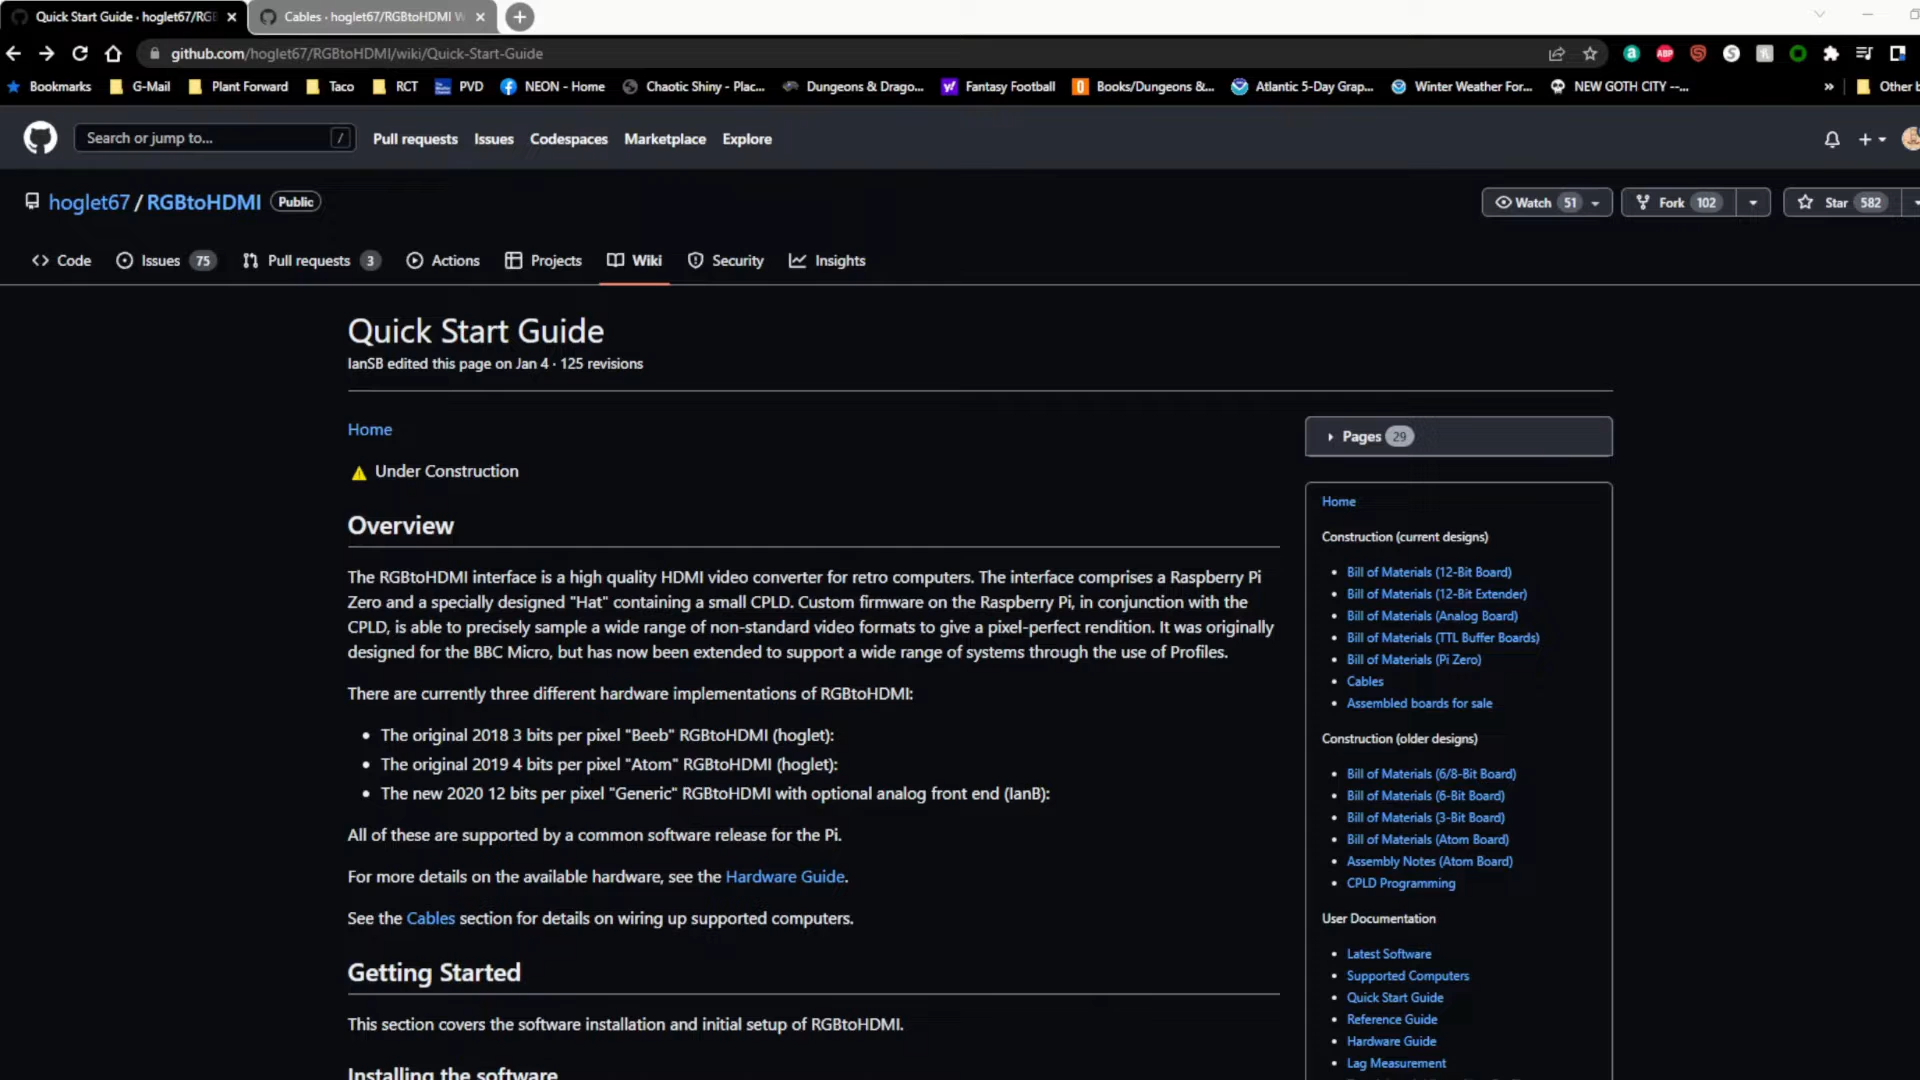 Quick Start Guide · hoglet67/RGB
Cables · hoglet67/RGBtoHDMI W
github.com/hoglet67/RGBtoHDMI/wiki/Quick-Start-Guide
ABP
Bookmarks
G-Mail
Plant Forward
Taco
RCT
PVD
NEON - Home
Chaotic Shiny - Plac...
Dungeons & Drago...
Fantasy Football
Books/Dungeons &...
Atlantic 5-Day Grap...
Winter Weather For...
NEW GOTH CITY --...
»
Other b
Search or jump to...
/
Pull requests
Issues
Codespaces
Marketplace
Explore
hoglet67 / RGBtoHDMI
Public
Watch 51
Fork 102
Star 582
Code
Issues 75
Pull requests 3
Actions
Projects
Wiki
Security
Insights
Quick Start Guide
IanSB edited this page on Jan 4 · 125 revisions
Home
Under Construction
Overview
The RGBtoHDMI interface is a high quality HDMI video converter for retro computers. The interface comprises a Raspberry Pi
Zero and a specially designed "Hat" containing a small CPLD. Custom firmware on the Raspberry Pi, in conjunction with the
CPLD, is able to precisely sample a wide range of non-standard video formats to give a pixel-perfect rendition. It was originally
designed for the BBC Micro, but has now been extended to support a wide range of systems through the use of Profiles.
There are currently three different hardware implementations of RGBtoHDMI:
• The original 2018 3 bits per pixel "Beeb" RGBtoHDMI (hoglet):
• The original 2019 4 bits per pixel "Atom" RGBtoHDMI (hoglet):
• The new 2020 12 bits per pixel "Generic" RGBtoHDMI with optional analog front end (IanB):
All of these are supported by a common software release for the Pi.
For more details on the available hardware, see the Hardware Guide.
See the Cables section for details on wiring up supported computers.
Getting Started
This section covers the software installation and initial setup of RGBtoHDMI.
Installing the software
Pages 29
Home
Construction (current designs)
• Bill of Materials (12-Bit Board)
• Bill of Materials (12-Bit Extender)
• Bill of Materials (Analog Board)
• Bill of Materials (TTL Buffer Boards)
• Bill of Materials (Pi Zero)
• Cables
• Assembled boards for sale
Construction (older designs)
• Bill of Materials (6/8-Bit Board)
• Bill of Materials (6-Bit Board)
• Bill of Materials (3-Bit Board)
• Bill of Materials (Atom Board)
• Assembly Notes (Atom Board)
• CPLD Programming
User Documentation
• Latest Software
• Supported Computers
• Quick Start Guide
• Reference Guide
• Hardware Guide
• Lag Measurement